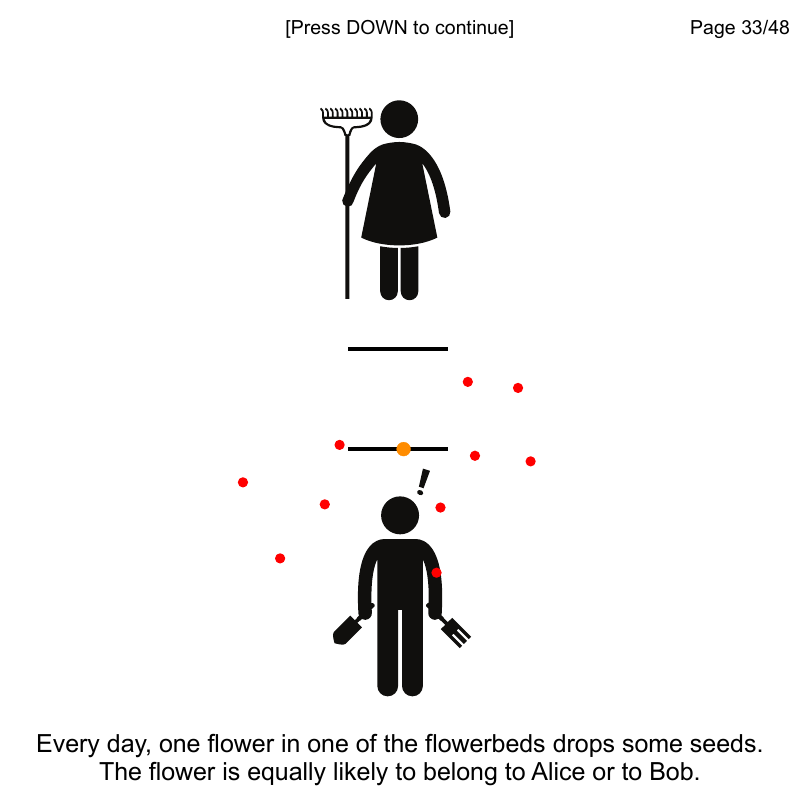 [Press DOWN to continue]
Page 33/48
!
Every day, one flower in one of the flowerbeds drops some seeds.
The flower is equally likely to belong to Alice or to Bob.